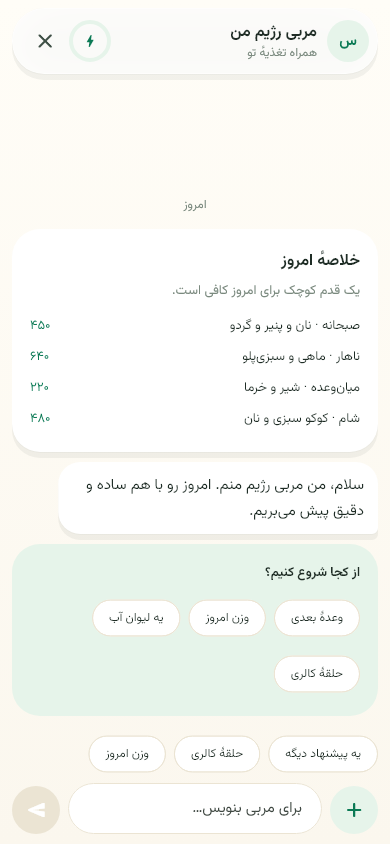 س
مربی رژیم من
همراه تغذیهٔ تو
امروز
خلاصهٔ امروز
یک قدم کوچک برای امروز کافی است.
صبحانه · نان و پنیر و گردو ۴۵۰
ناهار · ماهی و سبزی‌پلو ۶۴۰
میان‌وعده · شیر و خرما ۲۲۰
شام · کوکو سبزی و نان ۴۸۰
سلام، من مربی رژیم منم. امروز رو با هم ساده و
دقیق پیش می‌بریم.
از کجا شروع کنیم؟
وعدهٔ بعدی وزن امروز یه لیوان آب
حلقهٔ کالری
یه پیشنهاد دیگه حلقهٔ کالری وزن امروز
برای مربی بنویس…